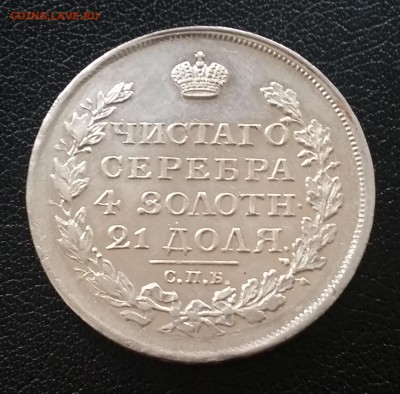 COINS.LAVE.RU
ЧИСТАГО
СЕРЕБРА
4 ЗОЛОТН.
21 ДОЛЯ.
С.П.Б.